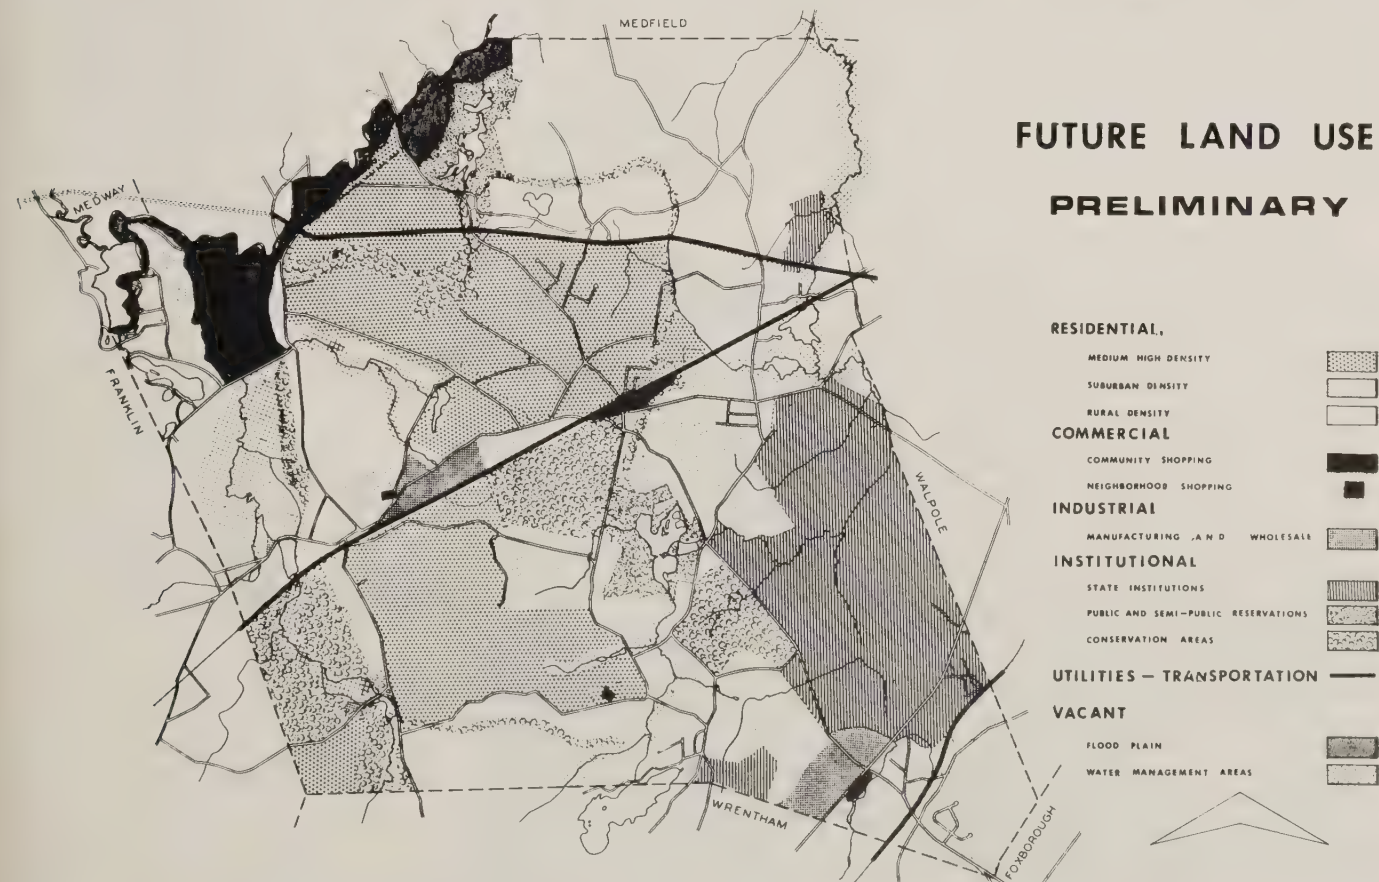 MEDFIELD
MEDWAY
FRANKLIN
WALPOLE
WRENTHAM
FOXBOROUGH
FUTURE LAND USE
PRELIMINARY
RESIDENTIAL,
MEDIUM HIGH DENSITY
SUBURBAN DENSITY
RURAL DENSITY
COMMERCIAL
COMMUNITY SHOPPING
NEIGHBORHOOD SHOPPING
INDUSTRIAL
MANUFACTURING AND WHOLESALE
INSTITUTIONAL
STATE INSTITUTIONS
PUBLIC AND SEMI-PUBLIC RESERVATIONS
CONSERVATION AREAS
UTILITIES – TRANSPORTATION
VACANT
FLOOD PLAIN
WATER MANAGEMENT AREAS